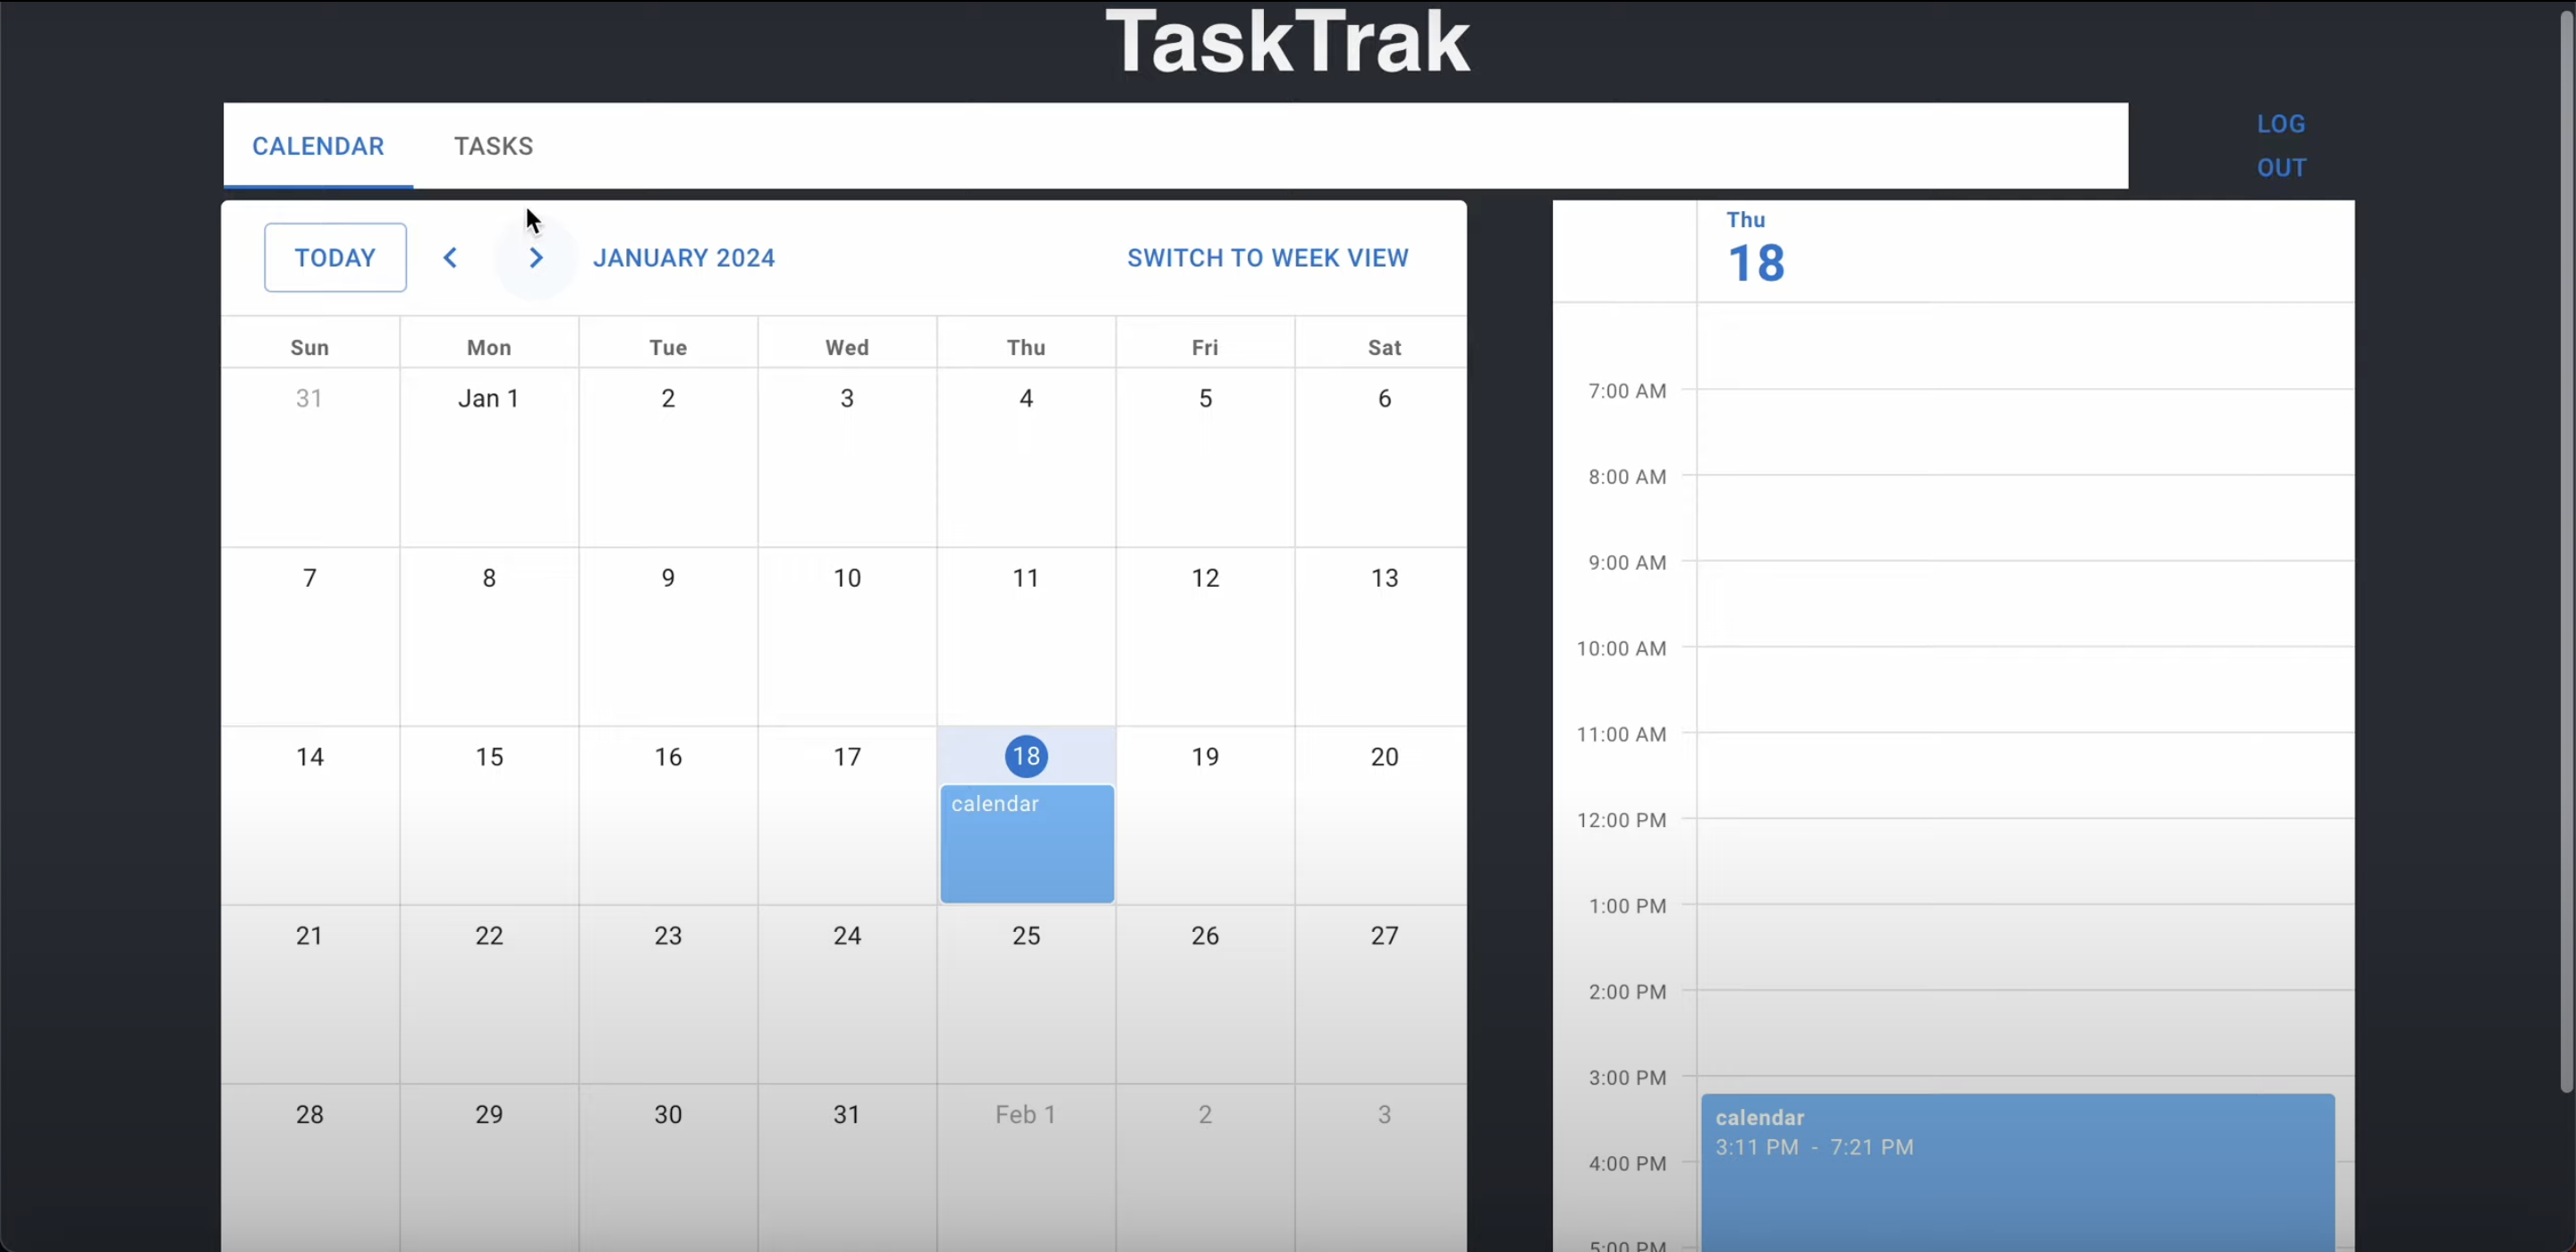 TaskTrak
CALENDAR TASKS
LOG
OUT
TODAY JANUARY 2024 SWITCH TO WEEK VIEW
Sun Mon Tue Wed Thu Fri Sat
31 Jan 1 2 3 4 5 6
7 8 9 10 11 12 13
14 15 16 17 18 19 20
calendar
21 22 23 24 25 26 27
28 29 30 31 Feb 1 2 3
Thu
18
7:00 AM
8:00 AM
9:00 AM
10:00 AM
11:00 AM
12:00 PM
1:00 PM
2:00 PM
3:00 PM
calendar
3:11 PM - 7:21 PM
4:00 PM
5:00 PM